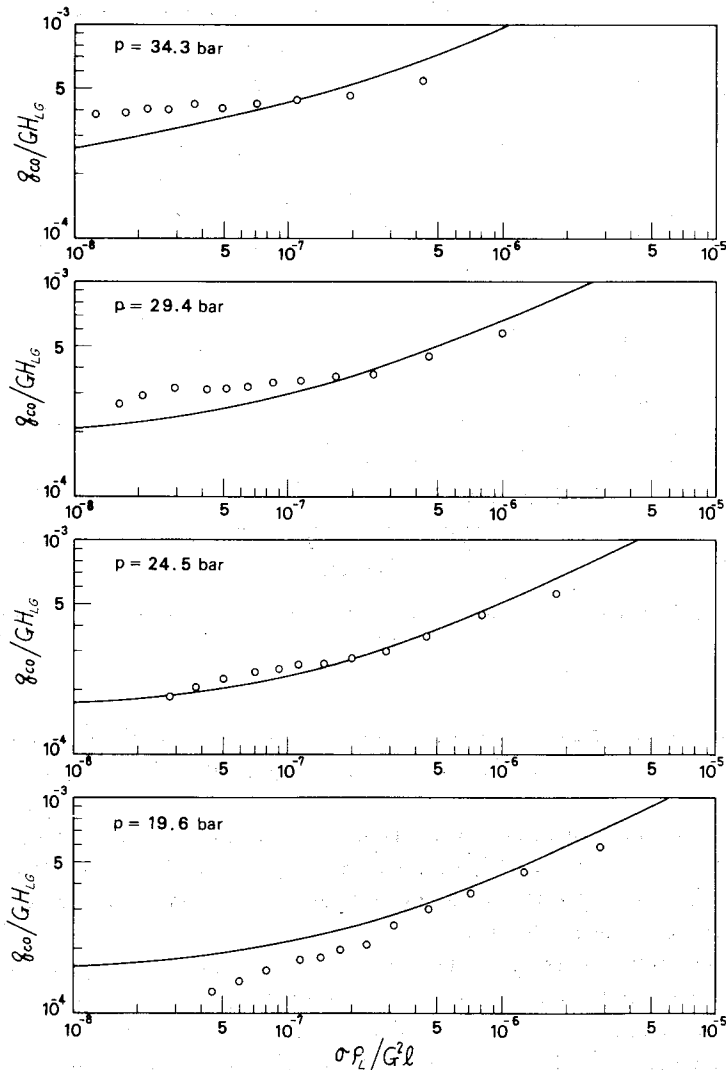 10⁻³
p = 34.3 bar
5
q_co/GH_LG
10⁻⁴
10⁻⁸ 5 10⁻⁷ 5 10⁻⁶ 5 10⁻⁵
10⁻³
p = 29.4 bar
5
q_co/GH_LG
10⁻⁴
10⁻⁸ 5 10⁻⁷ 5 10⁻⁶ 5 10⁻⁵
10⁻³
p = 24.5 bar
5
q_co/GH_LG
10⁻⁴
10⁻⁸ 5 10⁻⁷ 5 10⁻⁶ 5 10⁻⁵
10⁻³
p = 19.6 bar
5
q_co/GH_LG
10⁻⁴
10⁻⁸ 5 10⁻⁷ 5 10⁻⁶ 5 10⁻⁵
σρ_L/G²l